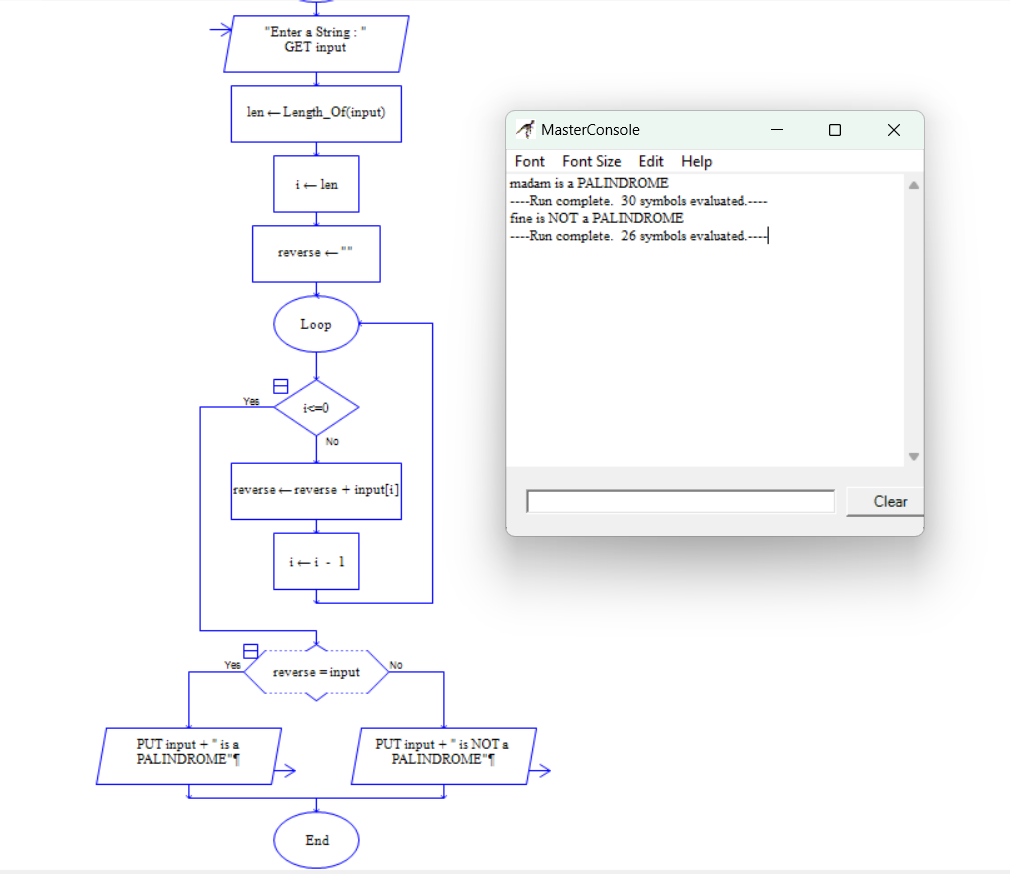 "Enter a String : "
GET input
len ← Length_Of(input)
i ← len
reverse ← ""
Loop
Yes
i<=0
No
reverse ← reverse + input[i]
i ← i - 1
Yes
reverse = input
No
PUT input + " is a
PALINDROME"¶
PUT input + " is NOT a
PALINDROME"¶
End
MasterConsole
Font Font Size Edit Help
madam is a PALINDROME
----Run complete.  30 symbols evaluated.----
fine is NOT a PALINDROME
----Run complete.  26 symbols evaluated.----
Clear